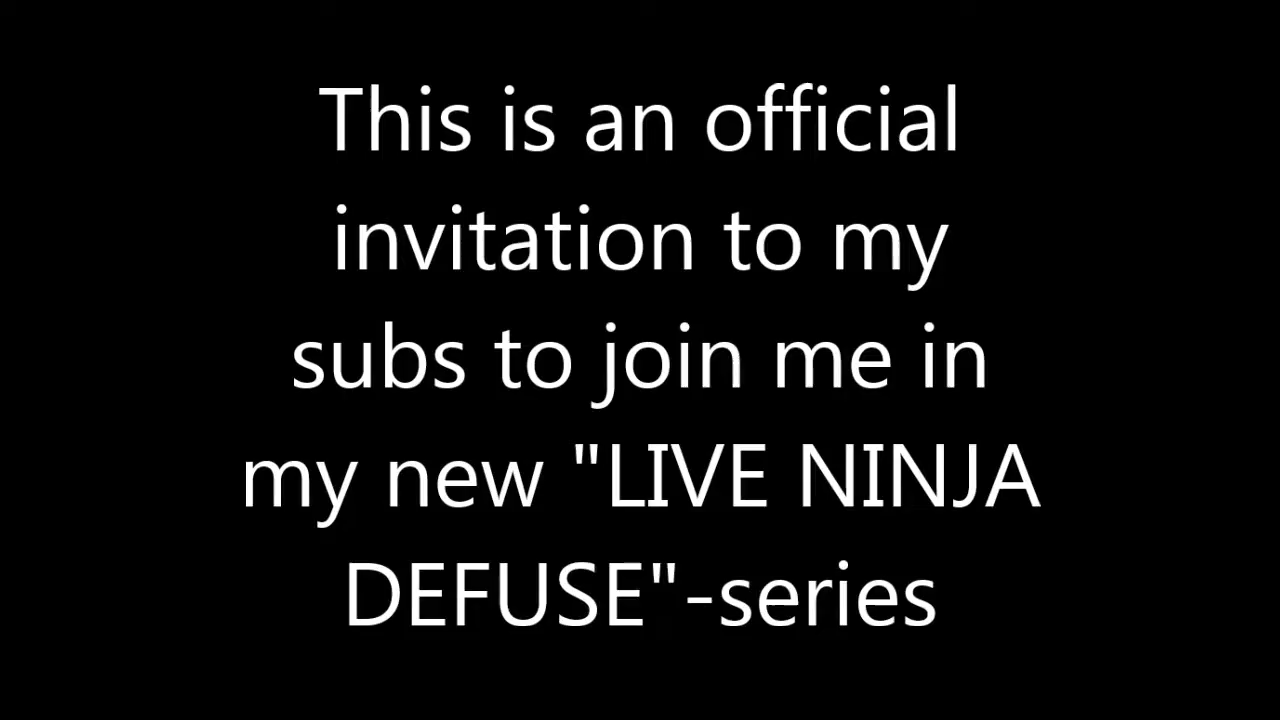 This is an official
invitation to my
subs to join me in
my new "LIVE NINJA
DEFUSE"-series